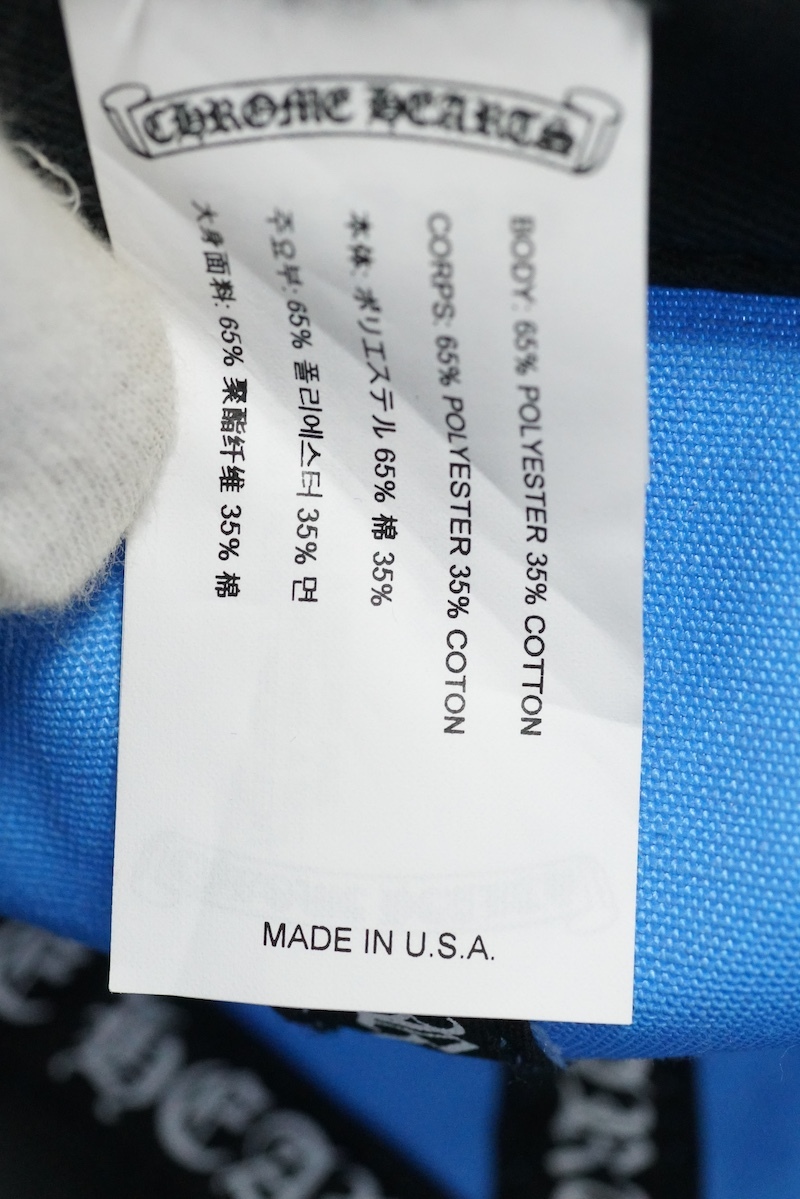 CHROME HEARTS
BODY: 65% POLYESTER 35% COTTON
CORPS: 65% POLYESTER 35% COTON
本体: ポリエステル 65% 棉 35%
주요부: 65% 폴리에스터 35% 면
大身面料: 65% 聚酯纤维 35% 棉
MADE IN U.S.A.